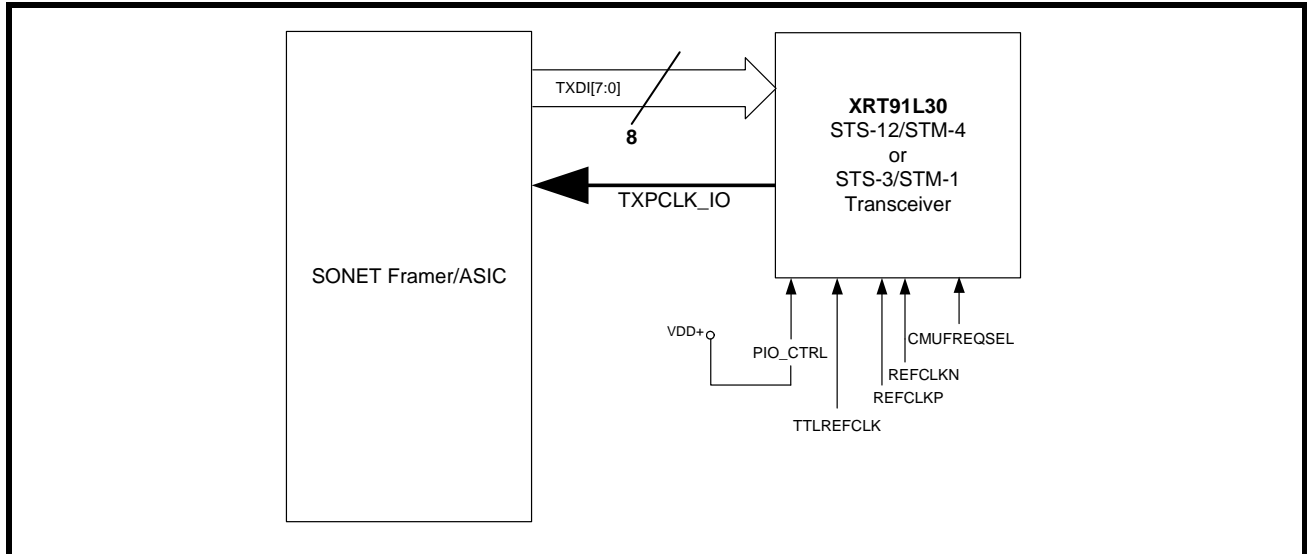 TXDI[7:0]
8
TXPCLK_IO
SONET Framer/ASIC
XRT91L30
STS-12/STM-4
or
STS-3/STM-1
Transceiver
VDD+
PIO_CTRL
TTLREFCLK
REFCLKP
REFCLKN
CMUFREQSEL